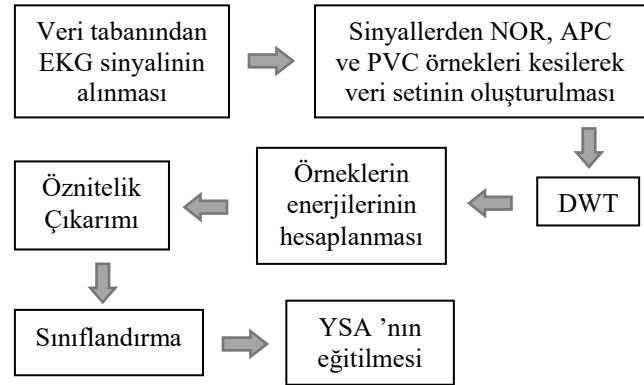 Veri tabanından
EKG sinyalinin
alınması
Sinyallerden NOR, APC
ve PVC örnekleri kesilerek
veri setinin oluşturulması
DWT
Örneklerin
enerjilerinin
hesaplanması
Öznitelik
Çıkarımı
Sınıflandırma
YSA ’nın
eğitilmesi